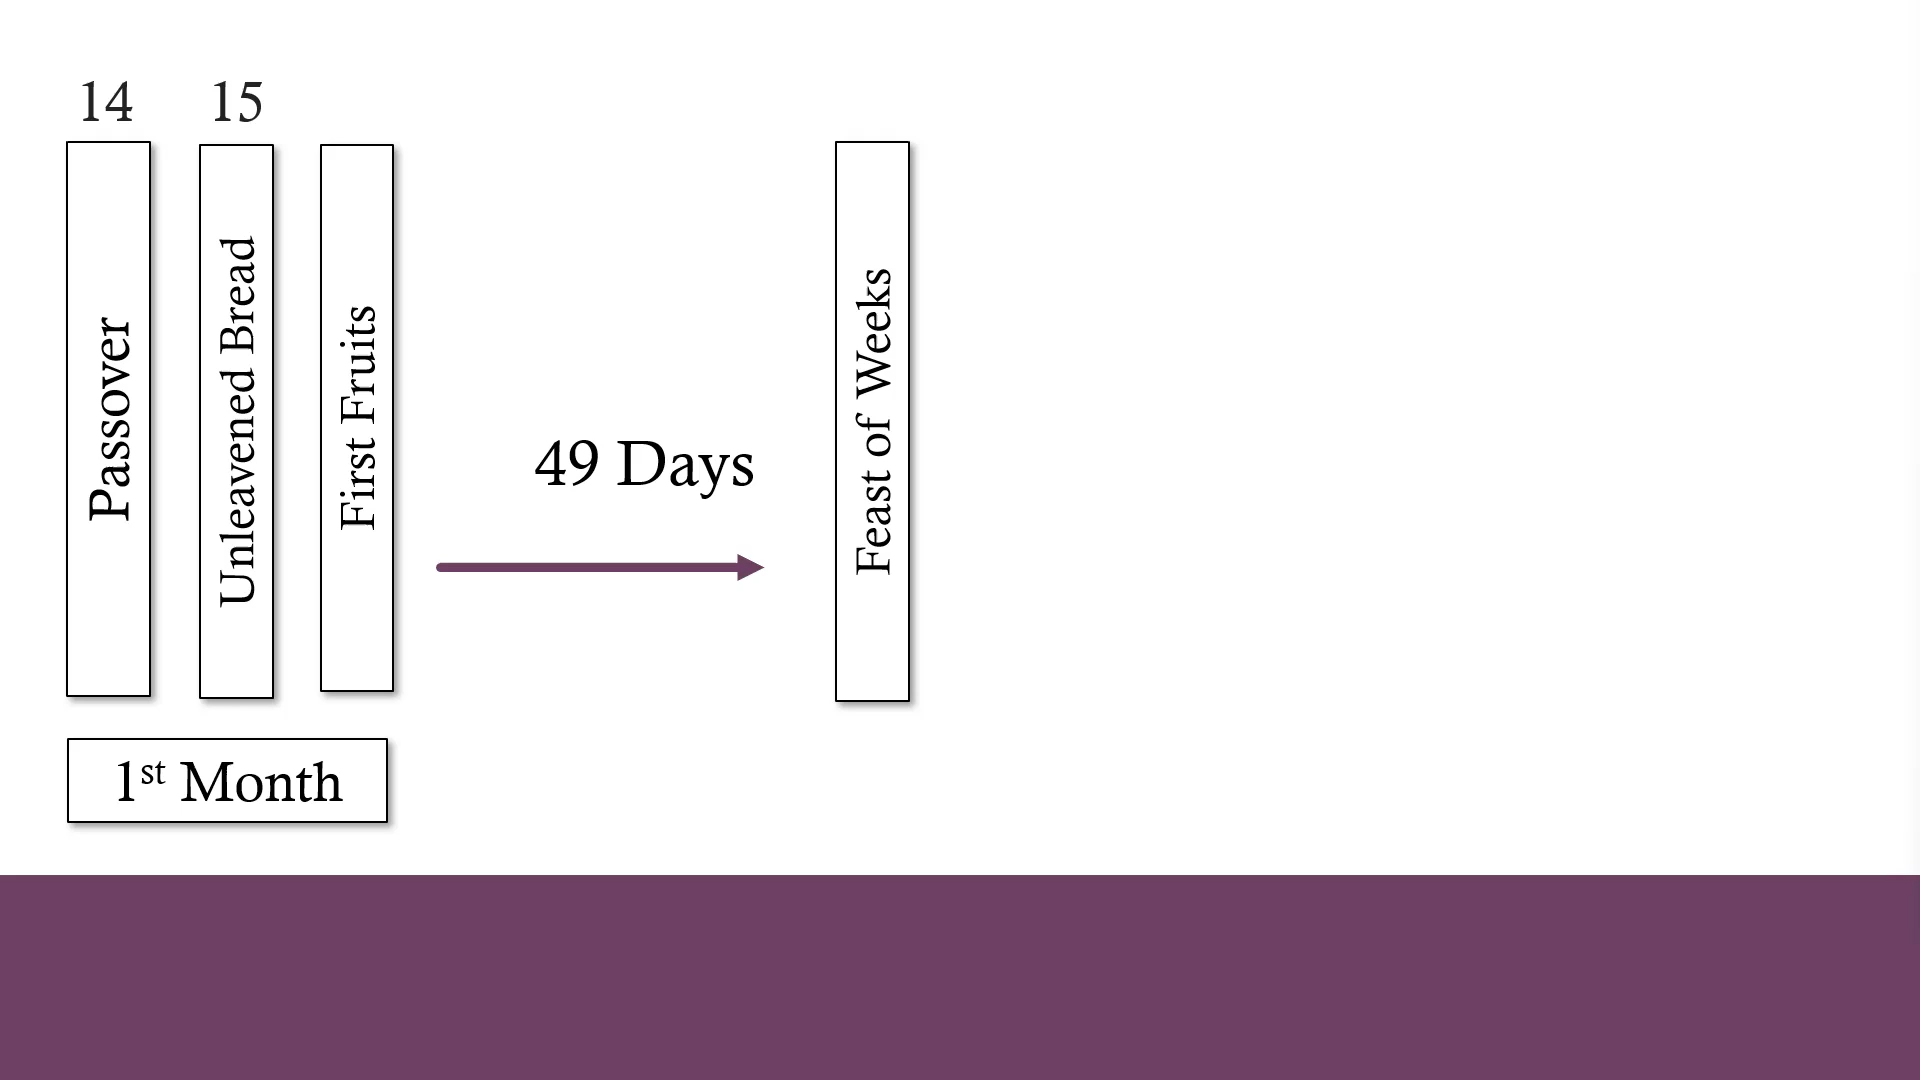 14
15
Passover
Unleavened Bread
First Fruits
49 Days
Feast of Weeks
1st Month